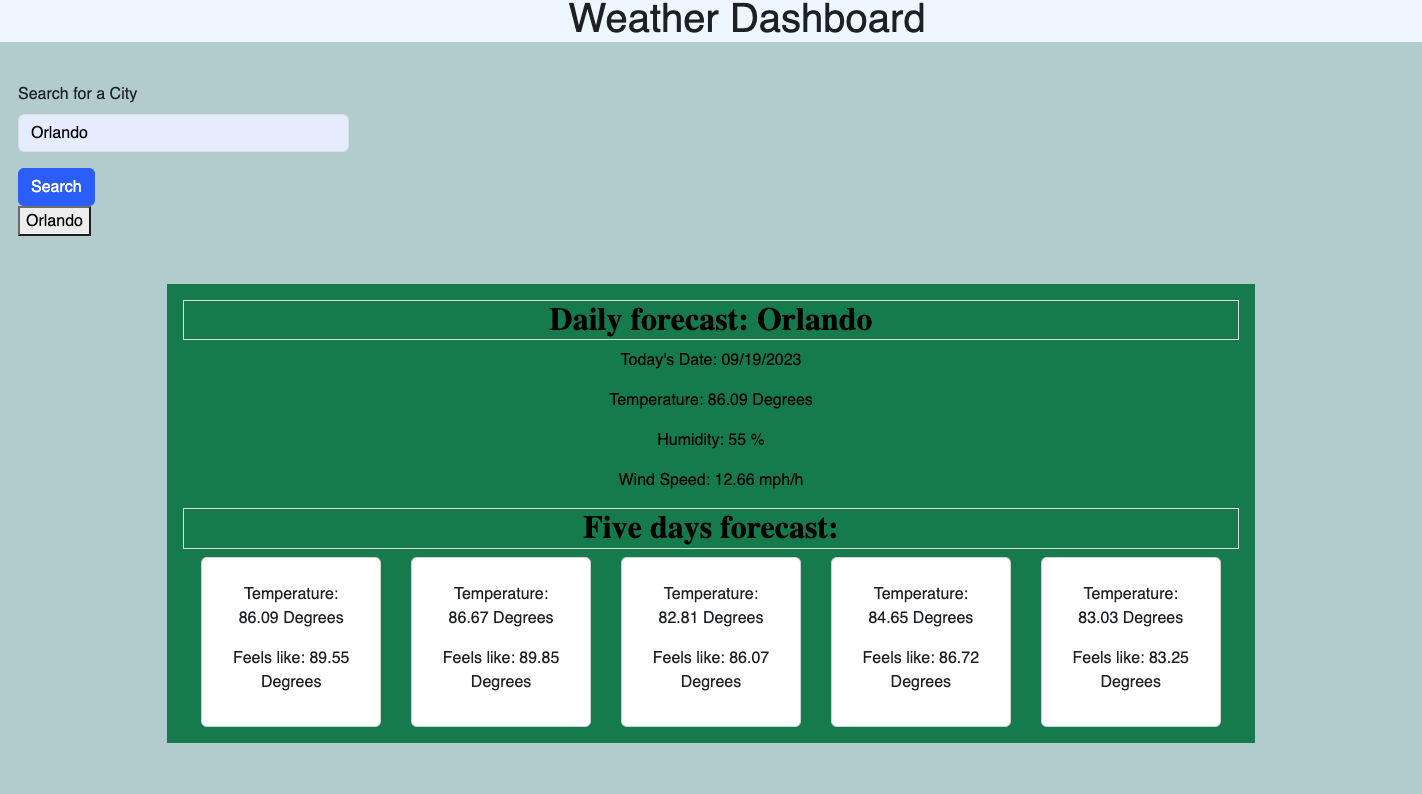 Weather Dashboard
Search for a City
Orlando
Search
Orlando
Daily forecast: Orlando
Today's Date: 09/19/2023
Temperature: 86.09 Degrees
Humidity: 55 %
Wind Speed: 12.66 mph/h
Five days forecast:
Temperature:
86.09 Degrees
Feels like: 89.55
Degrees
Temperature:
86.67 Degrees
Feels like: 89.85
Degrees
Temperature:
82.81 Degrees
Feels like: 86.07
Degrees
Temperature:
84.65 Degrees
Feels like: 86.72
Degrees
Temperature:
83.03 Degrees
Feels like: 83.25
Degrees